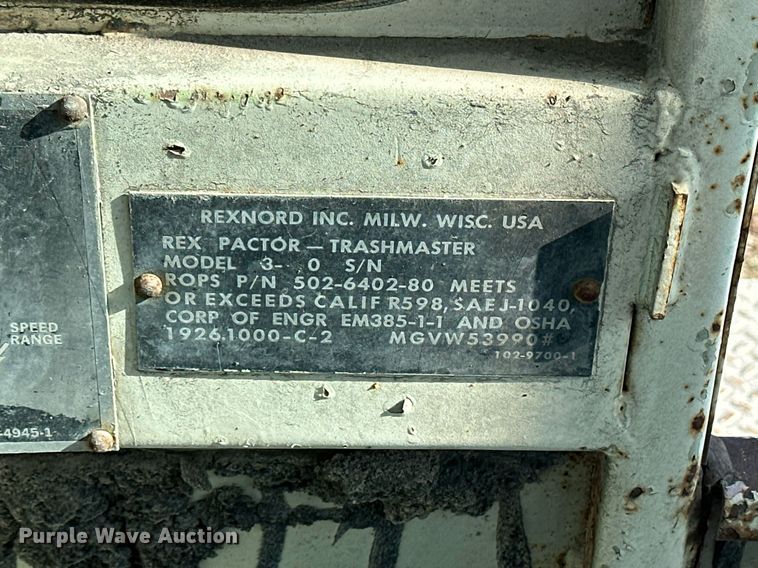 REXNORD INC. MILW. WISC. USA
REX PACTOR — TRASHMASTER
MODEL 3- 0 S/N
ROPS P/N 502-6402-80 MEETS
OR EXCEEDS CALIF R598, SAEJ-1040,
CORP OF ENGR EM385-1-1 AND OSHA
1926.1000-C-2 MGVW53990#
102-9700-1
SPEED
RANGE
-4945-1
Purple Wave Auction